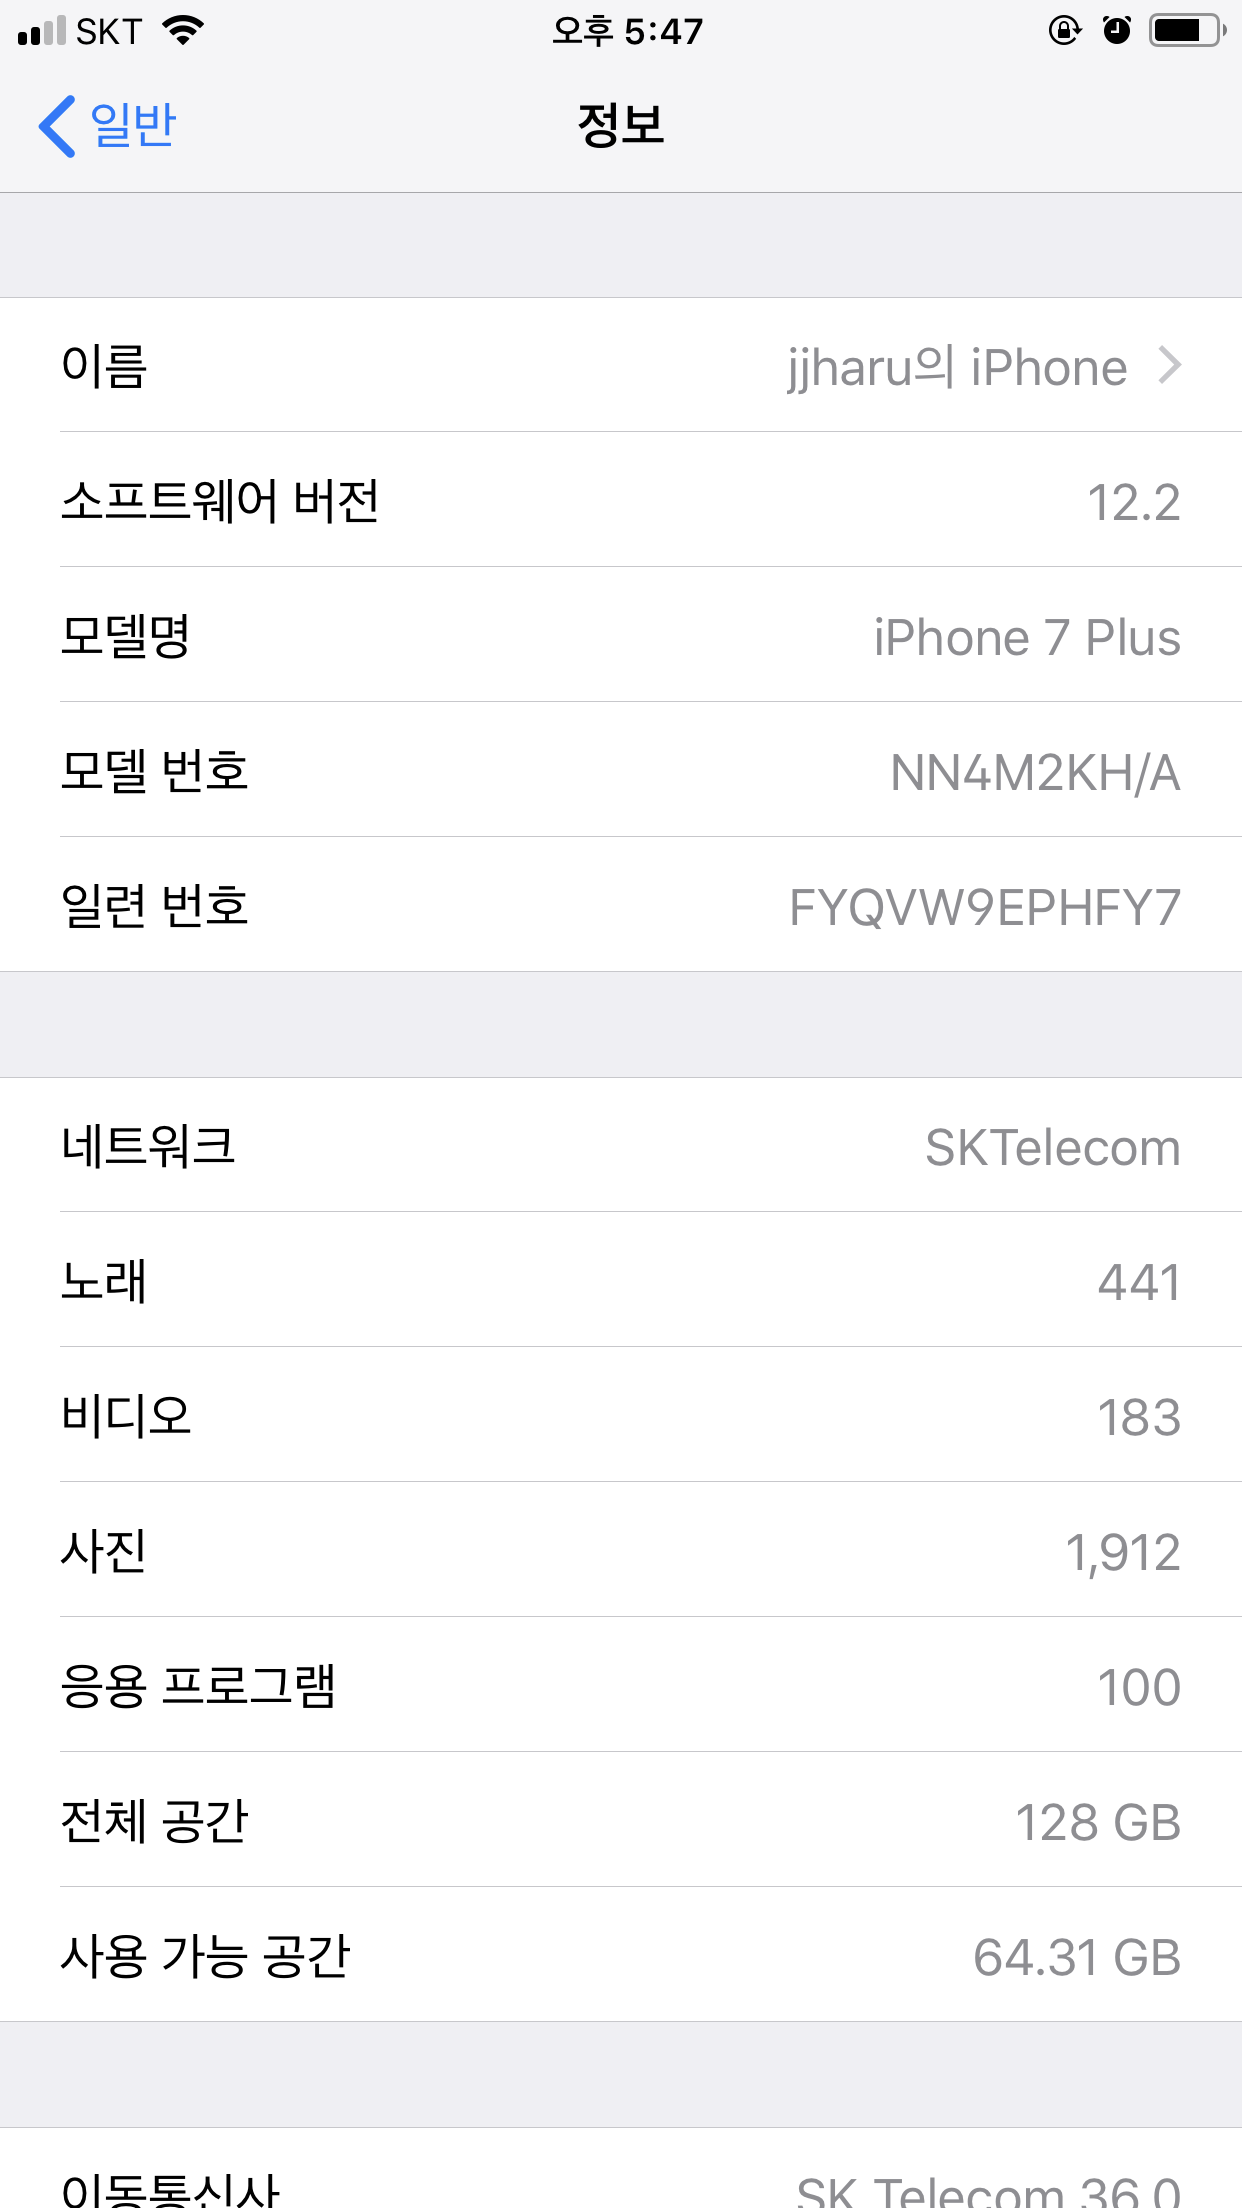 SKT 오후 5:47
일반 정보
이름 jjharu의 iPhone
소프트웨어 버전 12.2
모델명 iPhone 7 Plus
모델 번호 NN4M2KH/A
일련 번호 FYQVW9EPHFY7
네트워크 SKTelecom
노래 441
비디오 183
사진 1,912
응용 프로그램 100
전체 공간 128 GB
사용 가능 공간 64.31 GB
이동통신사 SK Telecom 36.0